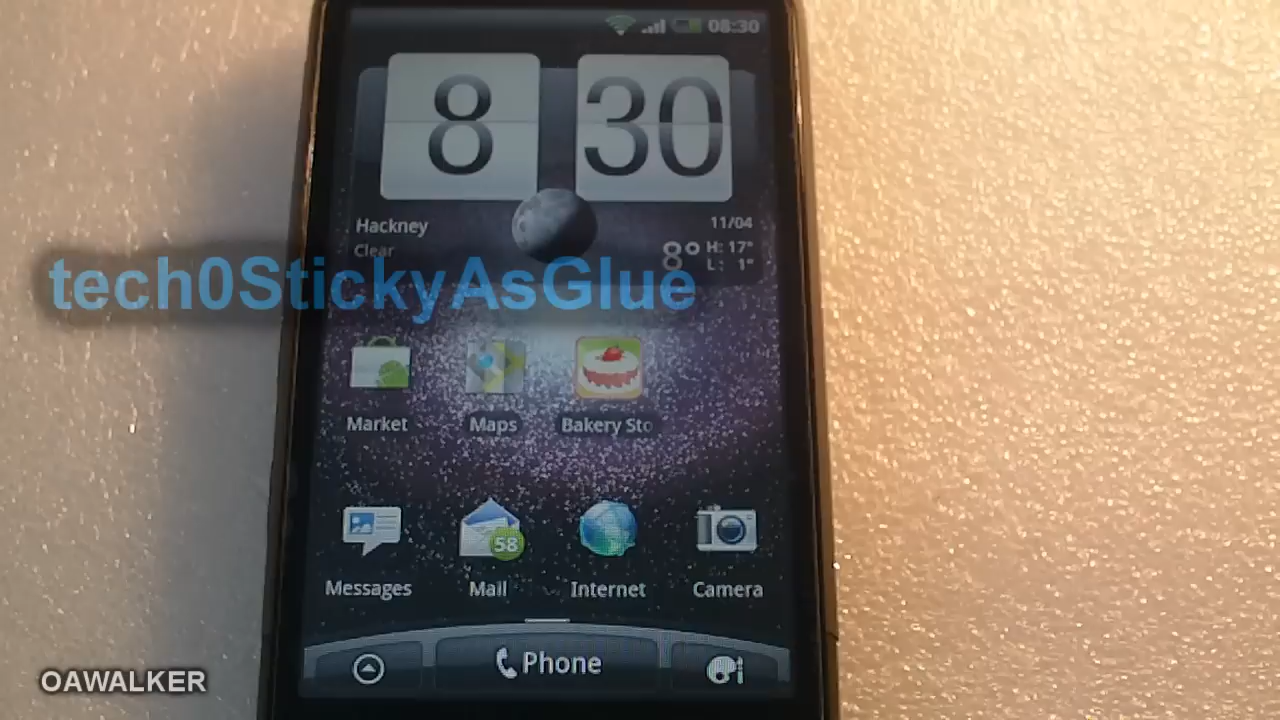 08:30
8 30
Hackney
11/04
Clear
8° H: 17°
L: 1°
tech0StickyAsGlue
Market Maps Bakery Sto
58
Messages Mail Internet Camera
Phone
OAWALKER